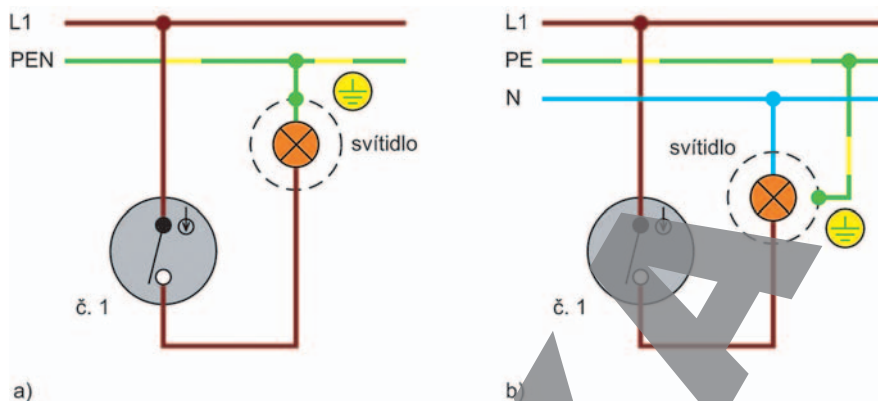 L1
PEN
svítidlo
č. 1
a)
L1
PE
N
svítidlo
č. 1
b)